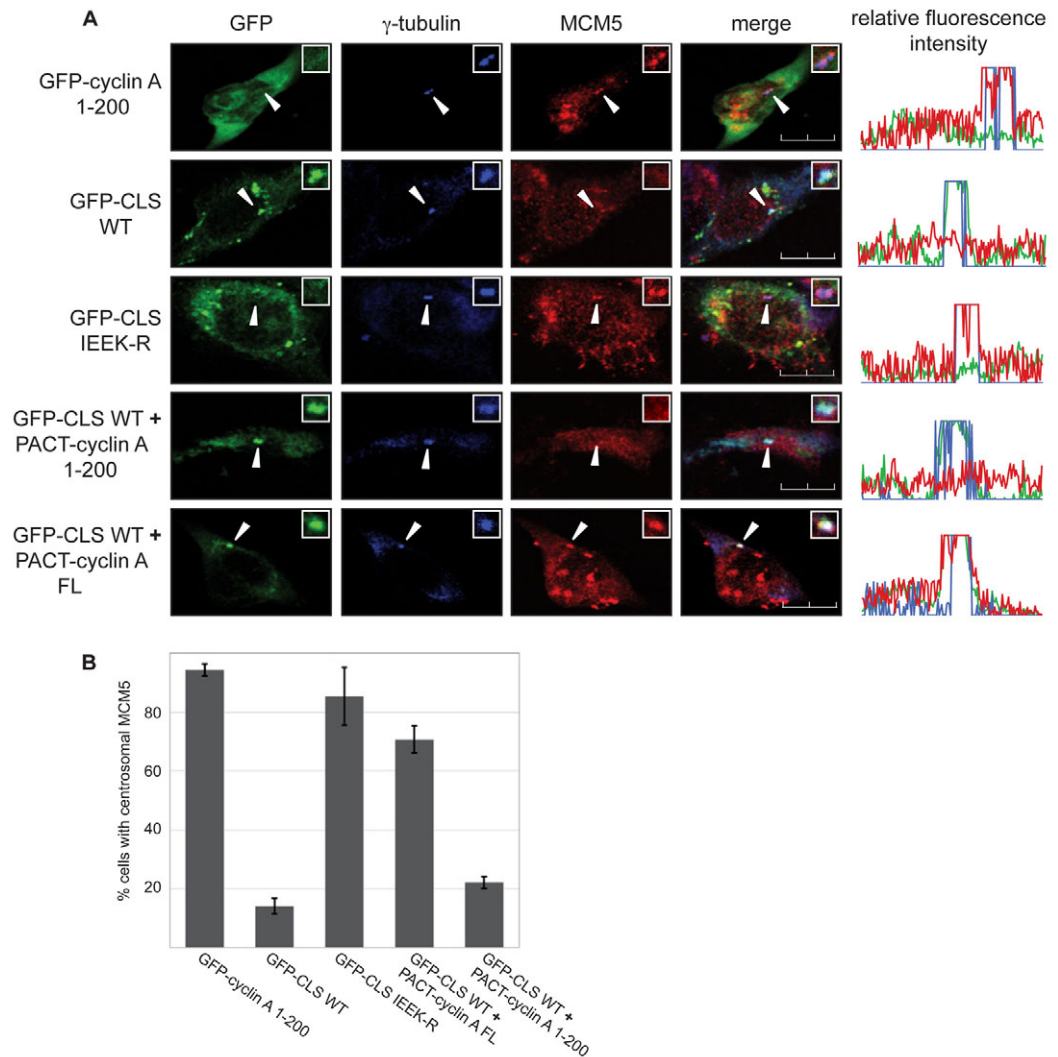 A
GFP
γ-tubulin
MCM5
merge
relative fluorescence
intensity
GFP-cyclin A
1-200
GFP-CLS
WT
GFP-CLS
IEEK-R
GFP-CLS WT +
PACT-cyclin A
1-200
GFP-CLS WT +
PACT-cyclin A
FL
B
% cells with centrosomal MCM5
80
60
40
20
GFP-cyclin A 1-200
GFP-CLS WT
GFP-CLS IEEK-R
GFP-CLS WT +
PACT-cyclin A FL
GFP-CLS WT +
PACT-cyclin A 1-200